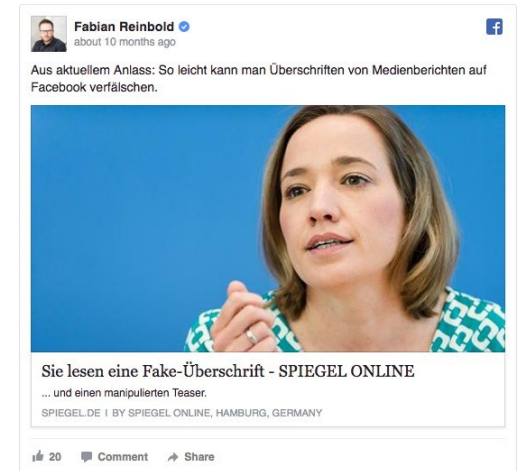 Fabian Reinbold
about 10 months ago
Aus aktuellem Anlass: So leicht kann man Überschriften von Medienberichten auf
Facebook verfälschen.
Sie lesen eine Fake-Überschrift - SPIEGEL ONLINE
... und einen manipulierten Teaser.
SPIEGEL.DE I BY SPIEGEL ONLINE, HAMBURG, GERMANY
20 Comment Share